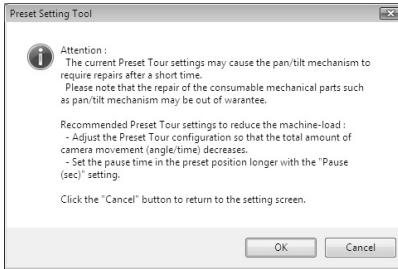 Preset Setting Tool
Attention :
The current Preset Tour settings may cause the pan/tilt mechanism to
require repairs after a short time.
Please note that the repair of the consumable mechanical parts such
as pan/tilt mechanism may be out of warantee.
Recommended Preset Tour settings to reduce the machine-load :
- Adjust the Preset Tour configuration so that the total amount of
camera movement (angle/time) decreases.
- Set the pause time in the preset position longer with the "Pause
(sec)" setting.
Click the "Cancel" button to return to the setting screen.
OK Cancel